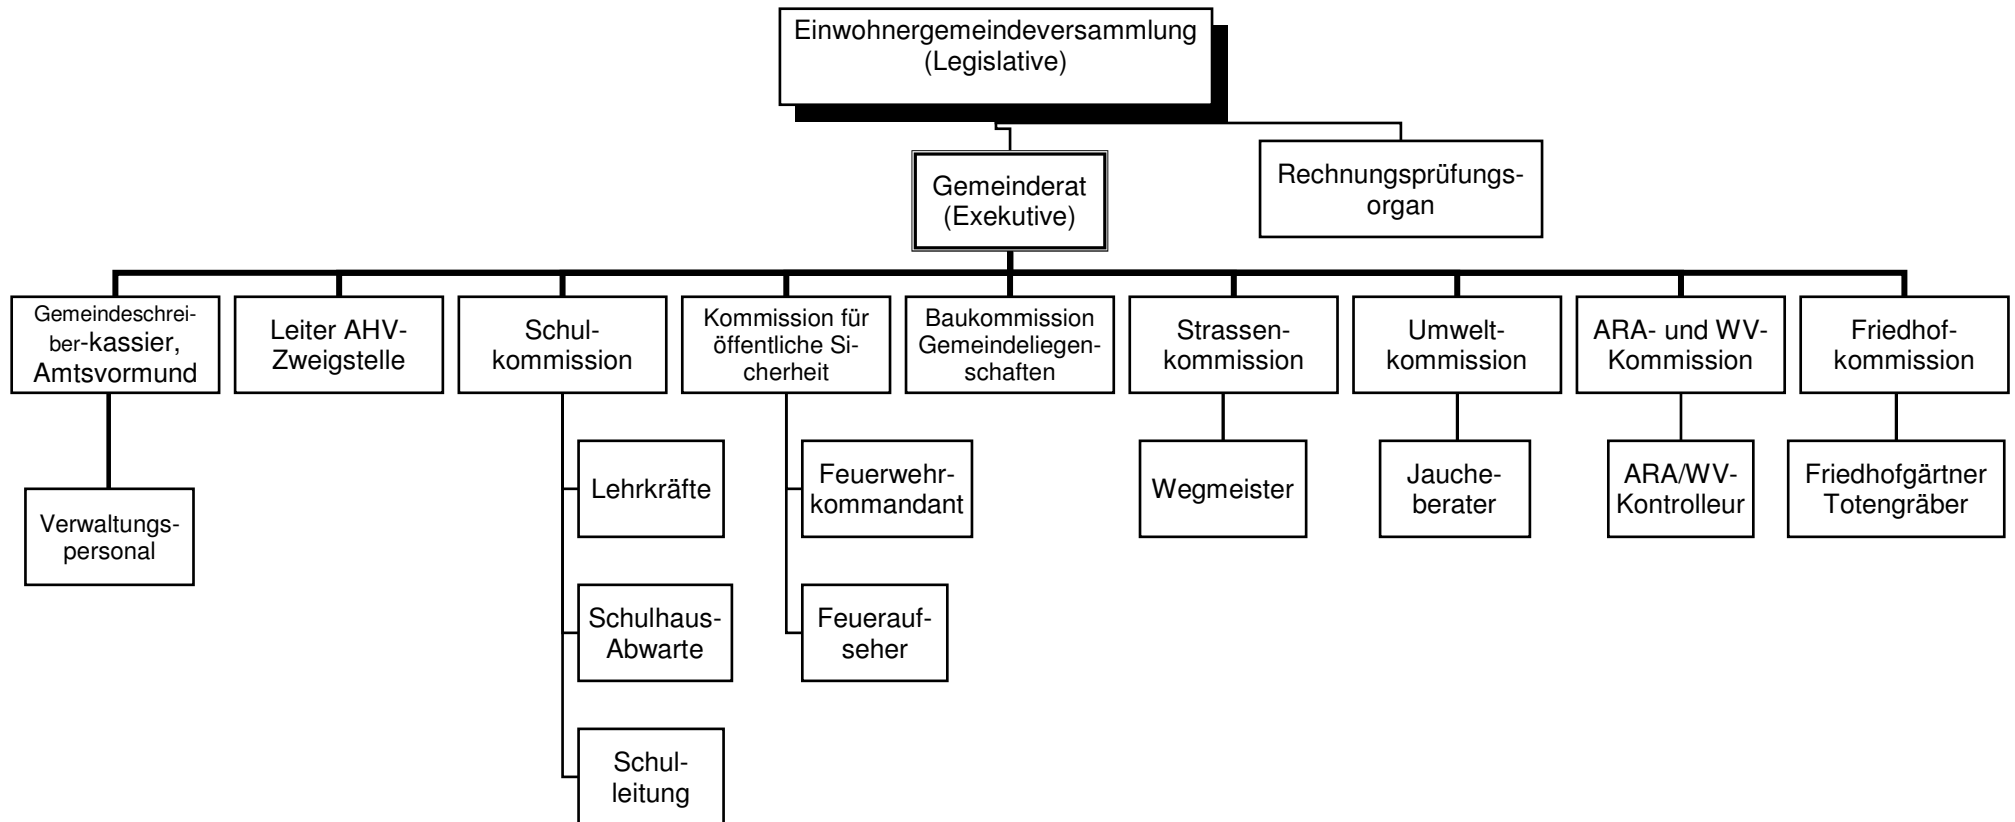 Einwohnergemeindeversammlung
(Legislative)
Gemeinderat
(Exekutive)
Rechnungsprüfungs-
organ
Gemeindeschrei-
ber-kassier,
Amtsvormund
Leiter AHV-
Zweigstelle
Schul-
kommission
Kommission für
öffentliche Si-
cherheit
Baukommission
Gemeindeliegen-
schaften
Strassen-
kommission
Umwelt-
kommission
ARA- und WV-
Kommission
Friedhof-
kommission
Verwaltungs-
personal
Lehrkräfte
Schulhaus-
Abwarte
Schul-
leitung
Feuerwehr-
kommandant
Feuerauf-
seher
Wegmeister
Jauche-
berater
ARA/WV-
Kontrolleur
Friedhofgärtner
Totengräber